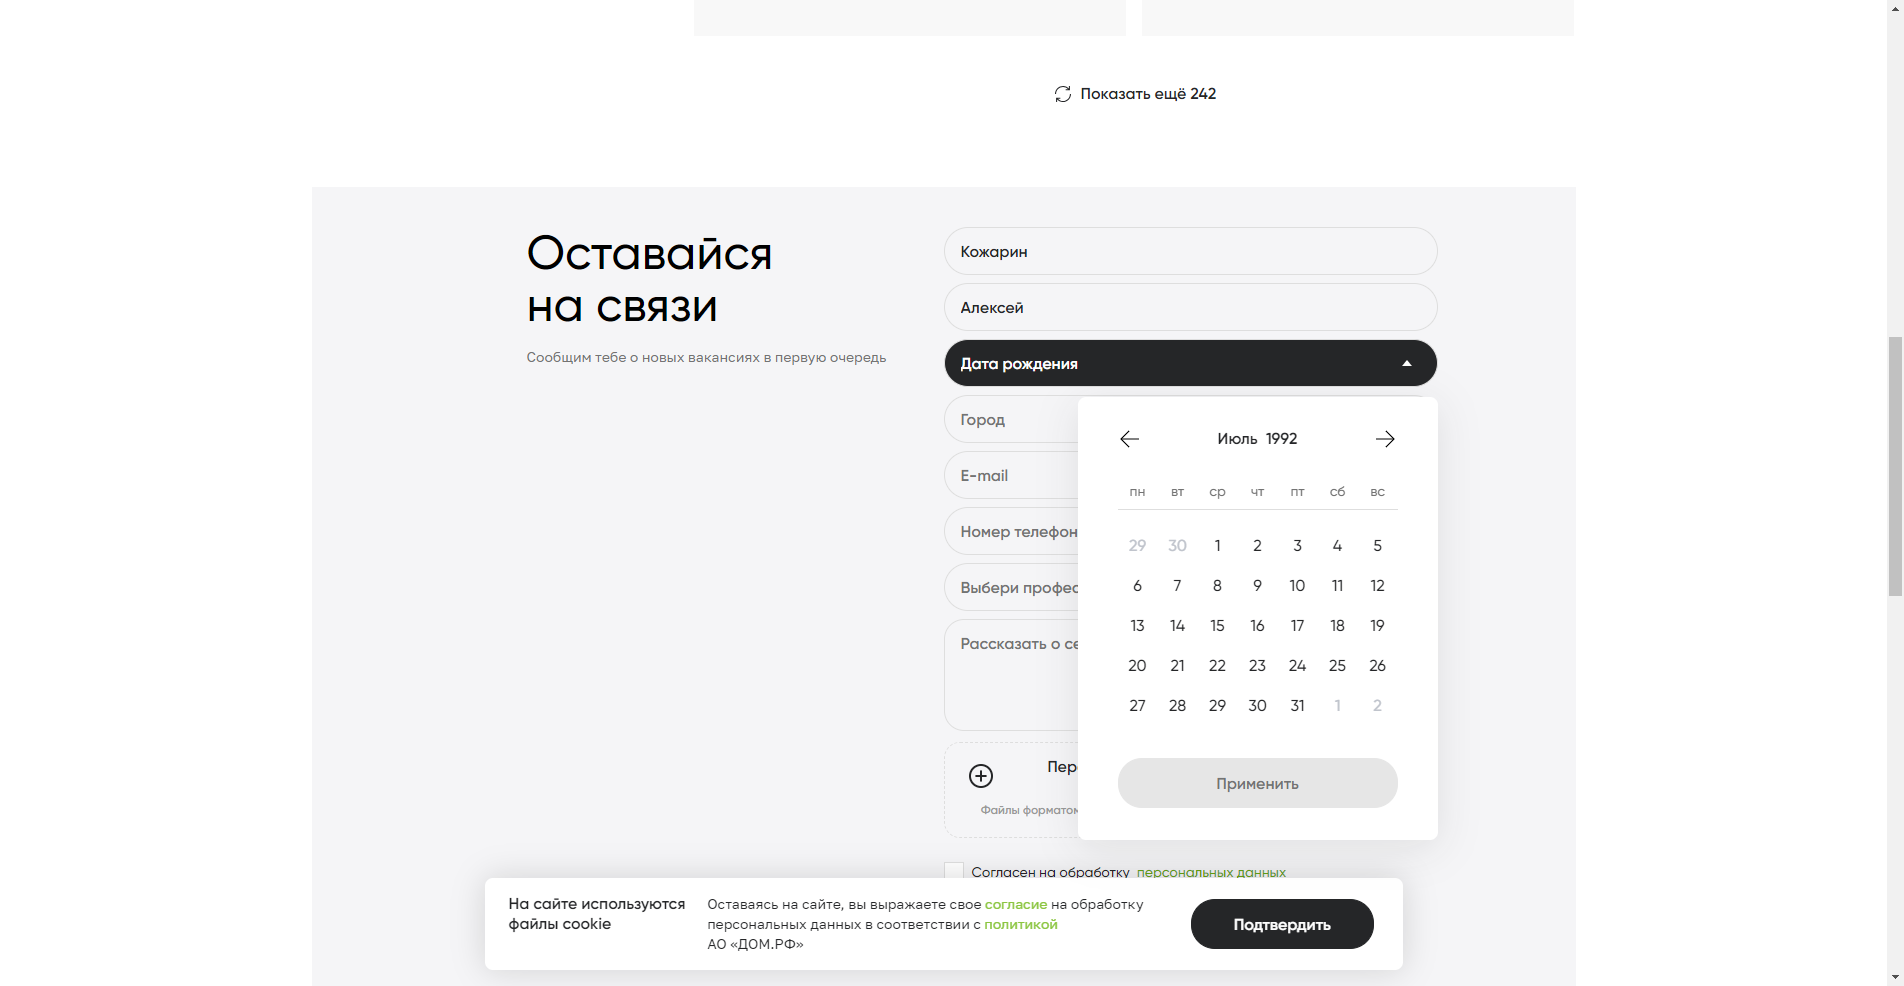 Показать ещё 242
Оставайся
на связи
Сообщим тебе о новых вакансиях в первую очередь
Кожарин
Алексей
Дата рождения
Город
E-mail
Номер телефон
Выбери профес
Рассказать о се
Июль 1992
пн вт ср чт пт сб вс
29 30 1 2 3 4 5
6 7 8 9 10 11 12
13 14 15 16 17 18 19
20 21 22 23 24 25 26
27 28 29 30 31 1 2
Применить
Пер
Файлы форматом
Согласен на обработку персональных данных
На сайте используются
файлы cookie
Оставаясь на сайте, вы выражаете свое согласие на обработку
персональных данных в соответствии с политикой
АО «ДОМ.РФ»
Подтвердить